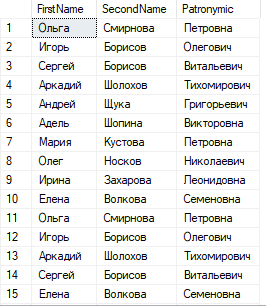 FirstName SecondName Patronymic
1 Ольга Смирнова Петровна
2 Игорь Борисов Олегович
3 Сергей Борисов Витальевич
4 Аркадий Шолохов Тихомирович
5 Андрей Щука Григорьевич
6 Адель Шопина Викторовна
7 Мария Кустова Петровна
8 Олег Носков Николаевич
9 Ирина Захарова Леонидовна
10 Елена Волкова Семеновна
11 Ольга Смирнова Петровна
12 Игорь Борисов Олегович
13 Аркадий Шолохов Тихомирович
14 Сергей Борисов Витальевич
15 Елена Волкова Семеновна